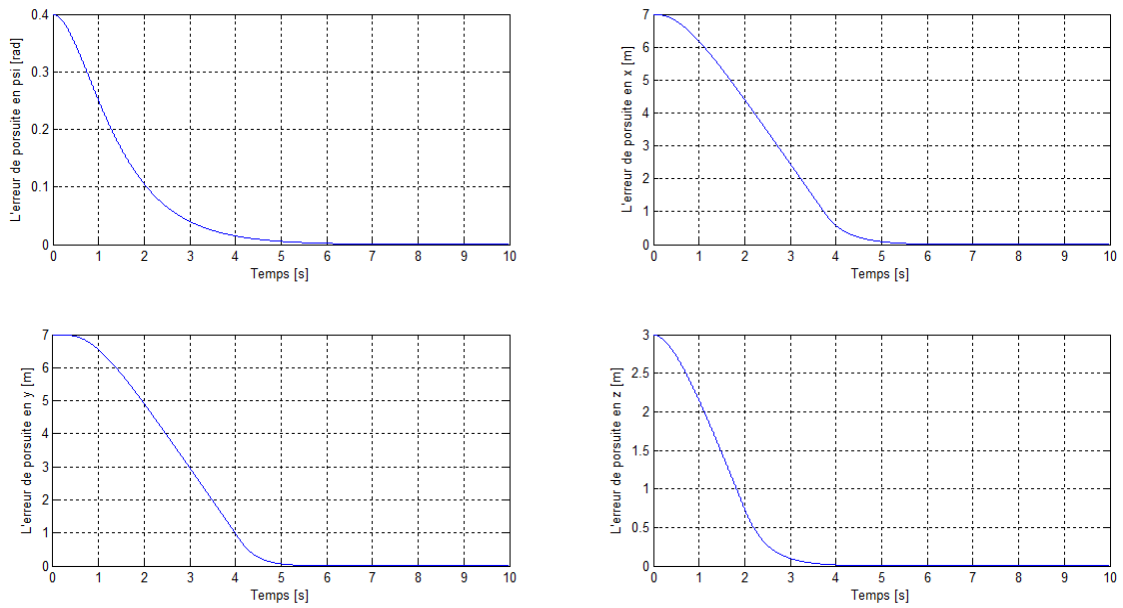 0.4
0.3
0.2
0.1
0
L'erreur de porsuite en psi [rad]
0 1 2 3 4 5 6 7 8 9 10
Temps [s]
7
6
5
4
3
2
1
0
L'erreur de porsuite en x [m]
0 1 2 3 4 5 6 7 8 9 10
Temps [s]
7
6
5
4
3
2
1
0
L'erreur de porsuite en y [m]
0 1 2 3 4 5 6 7 8 9 10
Temps [s]
3
2.5
2
1.5
1
0.5
0
L'erreur de porsuite en z [m]
0 1 2 3 4 5 6 7 8 9 10
Temps [s]